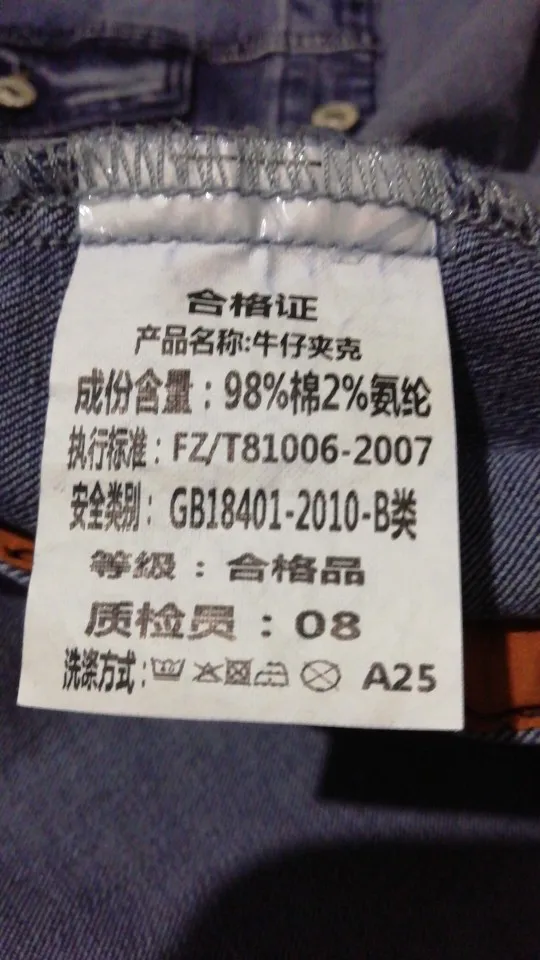 合格证
产品名称:牛仔夹克
成份含量：98%棉2%氨纶
执行标准：FZ/T81006-2007
安全类别：GB18401-2010-B类
等级：合格品
质检员：08
洗涤方式: A25